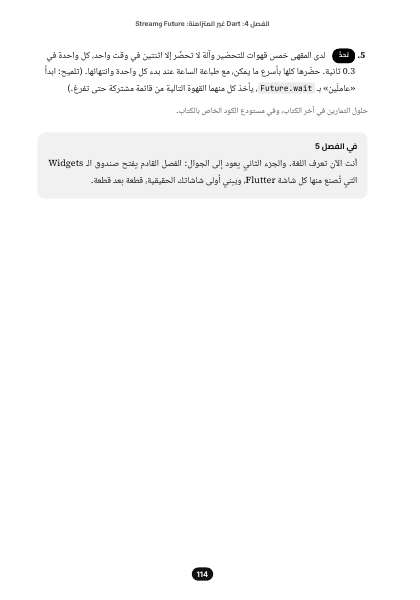 الفصل 4: Dart غير المتزامنة: Future وStream
5. تحدٍّ لدى المقهى خمس قهوات للتحضير وآلة لا تحضّر إلا اثنتين في وقت واحد، كل واحدة في
0.3 ثانية. حضّرها كلها بأسرع ما يمكن، مع طباعة الساعة عند بدء كل واحدة وانتهائها. (تلميح: ابدأ
«عاملَين» بـ Future.wait، يأخذ كل منهما القهوة التالية من قائمة مشتركة حتى تفرغ.)
حلول التمارين في آخر الكتاب، وفي مستودع الكود الخاص بالكتاب.
في الفصل 5
أنت الآن تعرف اللغة. والجزء الثاني يعود إلى الجوال: الفصل القادم يفتح صندوق الـ Widgets
التي تُصنع منها كل شاشة Flutter، ويبني أولى شاشاتك الحقيقية، قطعة بعد قطعة.
114